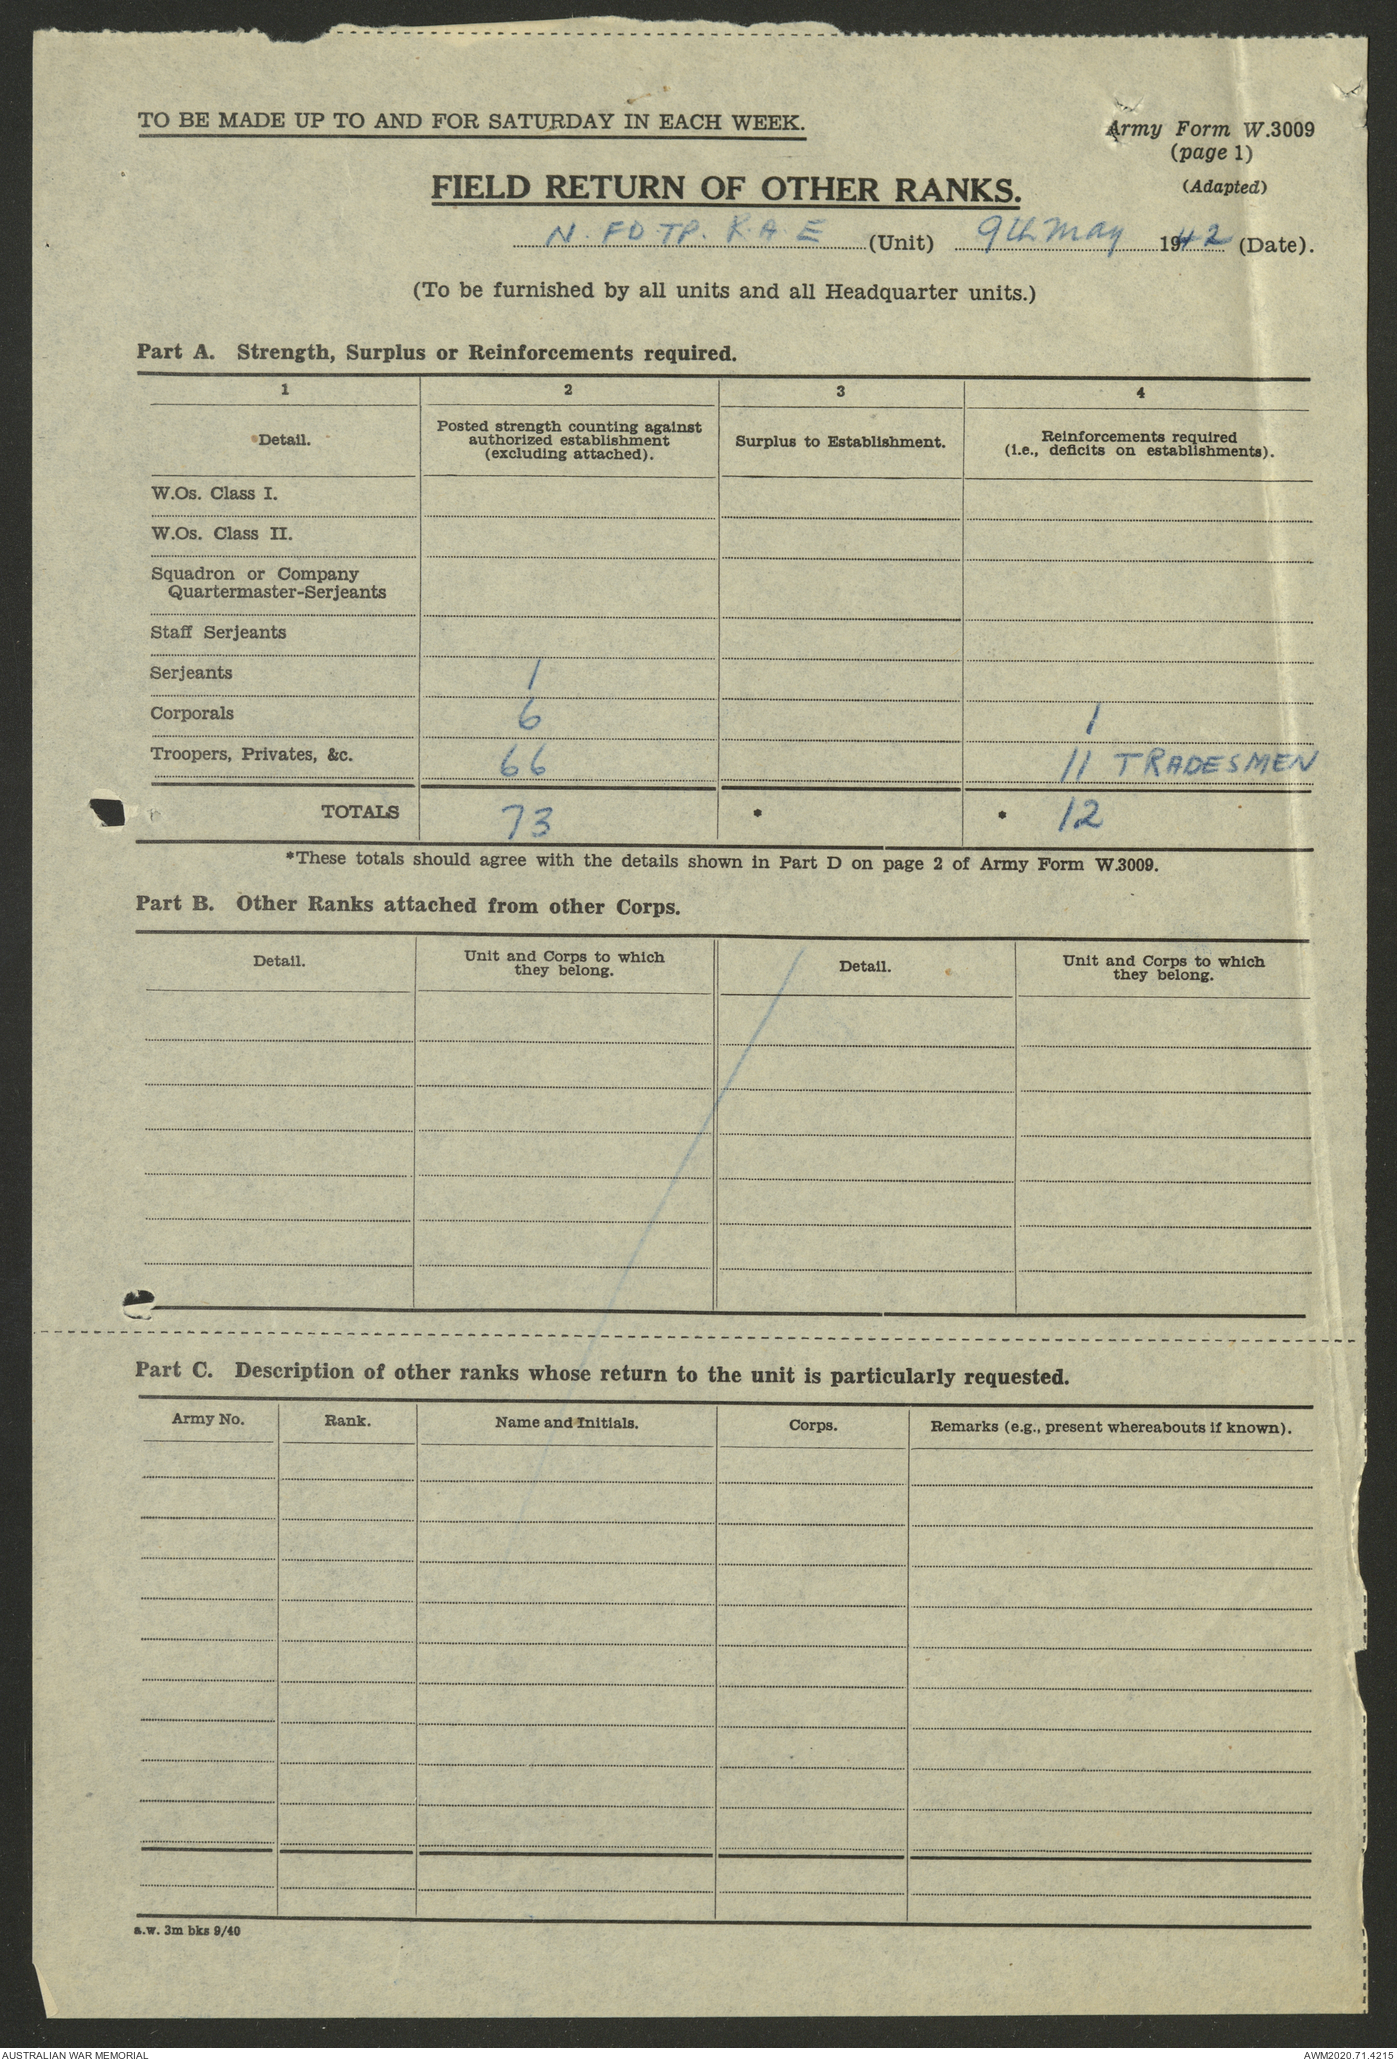 TO BE MADE UP TO AND FOR SATURDAY IN EACH WEEK.
Army Form W.3009
(page 1)
(Adapted)
FIELD RETURN OF OTHER RANKS.
N. FD. TP. R.A.E (Unit) 9th May 1942 (Date).
(To be furnished by all units and all Headquarter units.)
Part A. Strength, Surplus or Reinforcements required.
1 2 3 4
Detail.
Posted strength counting against
authorized establishment
(excluding attached).
Surplus to Establishment.
Reinforcements required
(i.e., deficits on establishments).
W.Os. Class I.
W.Os. Class II.
Squadron or Company
Quartermaster-Serjeants
Staff Serjeants
Serjeants 1
Corporals 6 1
Troopers, Privates, &c. 66 11 TRADESMEN
TOTALS 73 * * 12
*These totals should agree with the details shown in Part D on page 2 of Army Form W.3009.
Part B. Other Ranks attached from other Corps.
Detail.
Unit and Corps to which
they belong.
Detail.
Unit and Corps to which
they belong.
Part C. Description of other ranks whose return to the unit is particularly requested.
Army No. Rank. Name and Initials. Corps. Remarks (e.g., present whereabouts if known).
a.w. 3m bks 9/40
AUSTRALIAN WAR MEMORIAL
AWM2020.71.4215